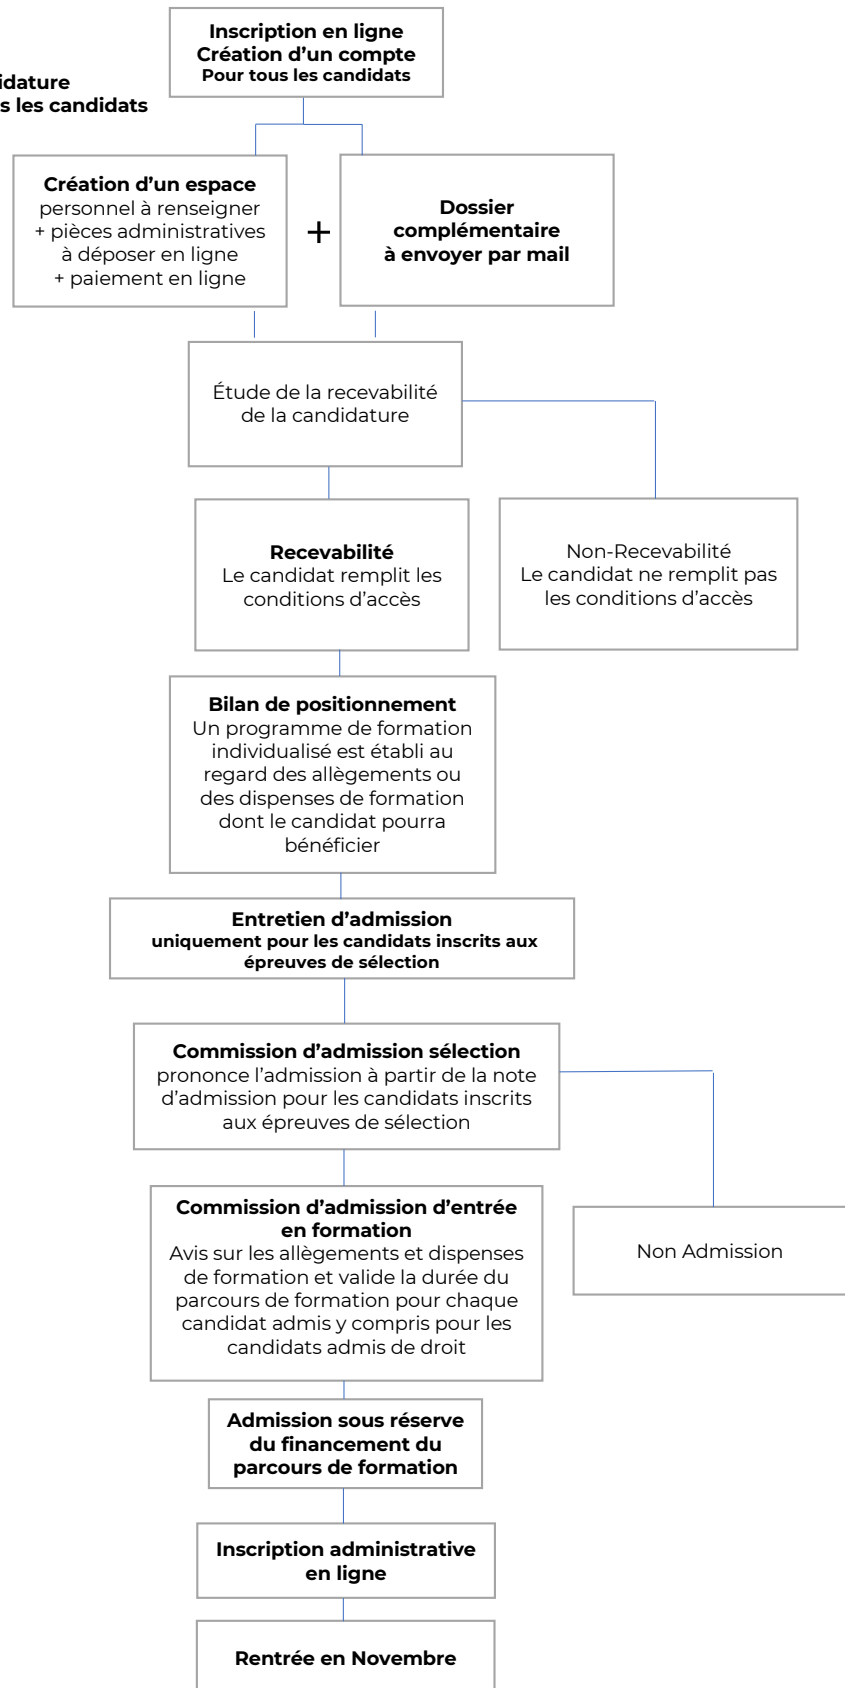 Inscription en ligne
Création d'un compte
Pour tous les candidats
les candidats
Création d'un espace
personnel à renseigner
+ pièces administratives
à déposer en ligne
+ paiement en ligne
+
Dossier
complémentaire
à envoyer par mail
Étude de la recevabilité
de la candidature
Recevabilité
Le candidat remplit les
conditions d'accès
Non-Recevabilité
Le candidat ne remplit pas
les conditions d'accès
Bilan de positionnement
Un programme de formation
individualisé est établi au
regard des allègements ou
des dispenses de formation
dont le candidat pourra
bénéficier
Entretien d'admission
uniquement pour les candidats inscrits aux
épreuves de sélection
Commission d'admission sélection
prononce l'admission à partir de la note
d'admission pour les candidats inscrits
aux épreuves de sélection
Commission d'admission d'entrée
en formation
Avis sur les allègements et dispenses
de formation et valide la durée du
parcours de formation pour chaque
candidat admis y compris pour les
candidats admis de droit
Non Admission
Admission sous réserve
du financement du
parcours de formation
Inscription administrative
en ligne
Rentrée en Novembre